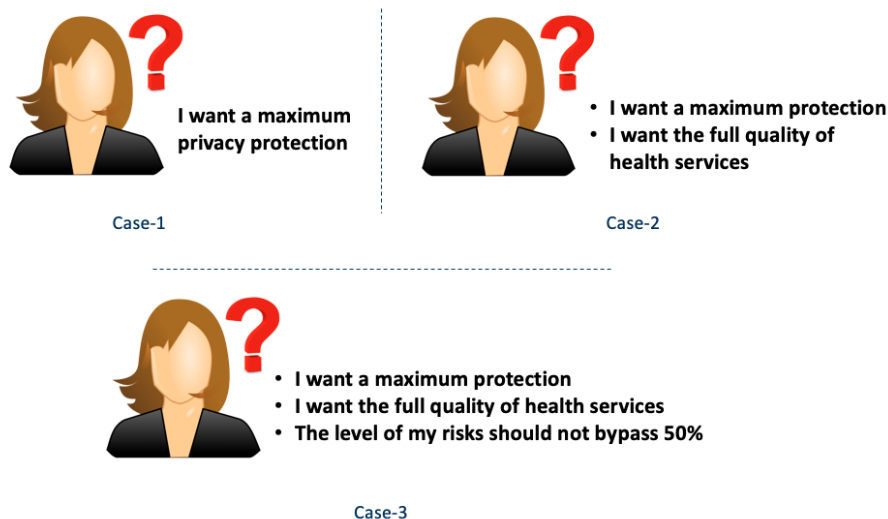 I want a maximum
privacy protection
Case-1
• I want a maximum protection
• I want the full quality of
health services
Case-2
• I want a maximum protection
• I want the full quality of health services
• The level of my risks should not bypass 50%
Case-3